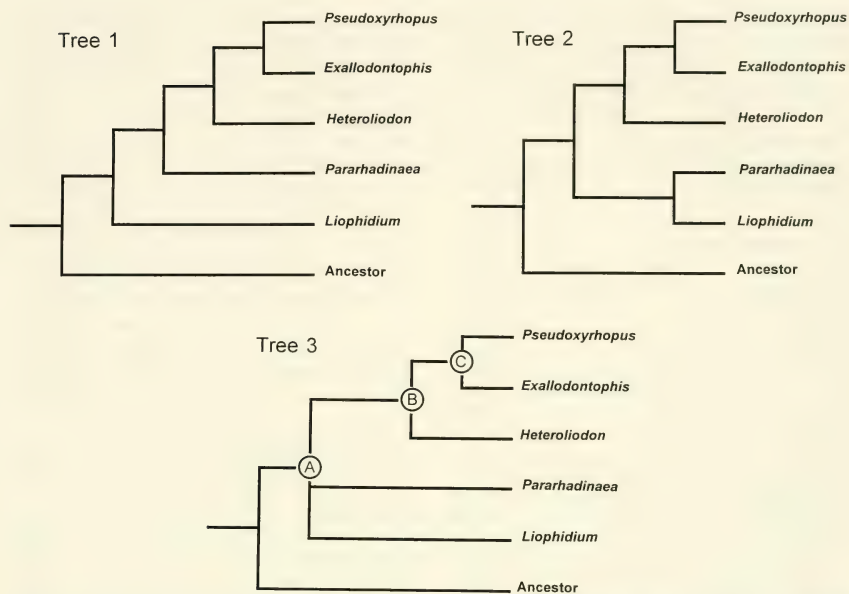 Tree 1
Pseudoxyrhopus
Exallodontophis
Heteroliodon
Pararhadinaea
Liophidium
Ancestor
Tree 2
Pseudoxyrhopus
Exallodontophis
Heteroliodon
Pararhadinaea
Liophidium
Ancestor
Tree 3
Pseudoxyrhopus
C
Exallodontophis
B
Heteroliodon
A
Pararhadinaea
Liophidium
Ancestor